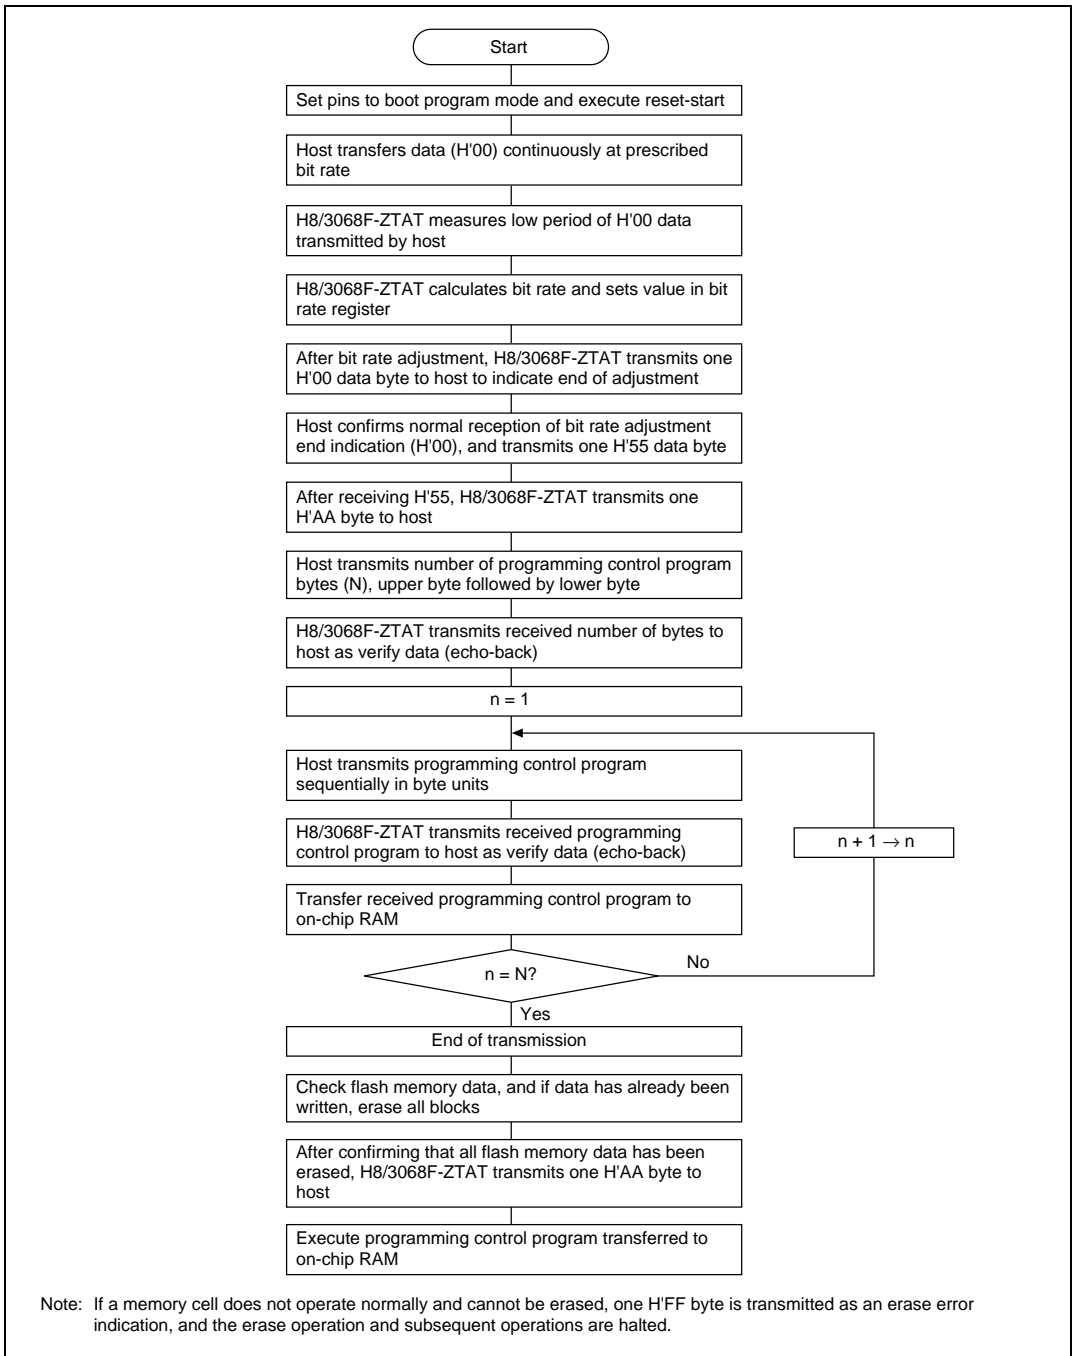 Start
Set pins to boot program mode and execute reset-start
Host transfers data (H'00) continuously at prescribed
bit rate
H8/3068F-ZTAT measures low period of H'00 data
transmitted by host
H8/3068F-ZTAT calculates bit rate and sets value in bit
rate register
After bit rate adjustment, H8/3068F-ZTAT transmits one
H'00 data byte to host to indicate end of adjustment
Host confirms normal reception of bit rate adjustment
end indication (H'00), and transmits one H'55 data byte
After receiving H'55, H8/3068F-ZTAT transmits one
H'AA byte to host
Host transmits number of programming control program
bytes (N), upper byte followed by lower byte
H8/3068F-ZTAT transmits received number of bytes to
host as verify data (echo-back)
n = 1
Host transmits programming control program
sequentially in byte units
H8/3068F-ZTAT transmits received programming
control program to host as verify data (echo-back)
n + 1 → n
Transfer received programming control program to
on-chip RAM
n = N?
No
Yes
End of transmission
Check flash memory data, and if data has already been
written, erase all blocks
After confirming that all flash memory data has been
erased, H8/3068F-ZTAT transmits one H'AA byte to
host
Execute programming control program transferred to
on-chip RAM
Note: If a memory cell does not operate normally and cannot be erased, one H'FF byte is transmitted as an erase error
indication, and the erase operation and subsequent operations are halted.